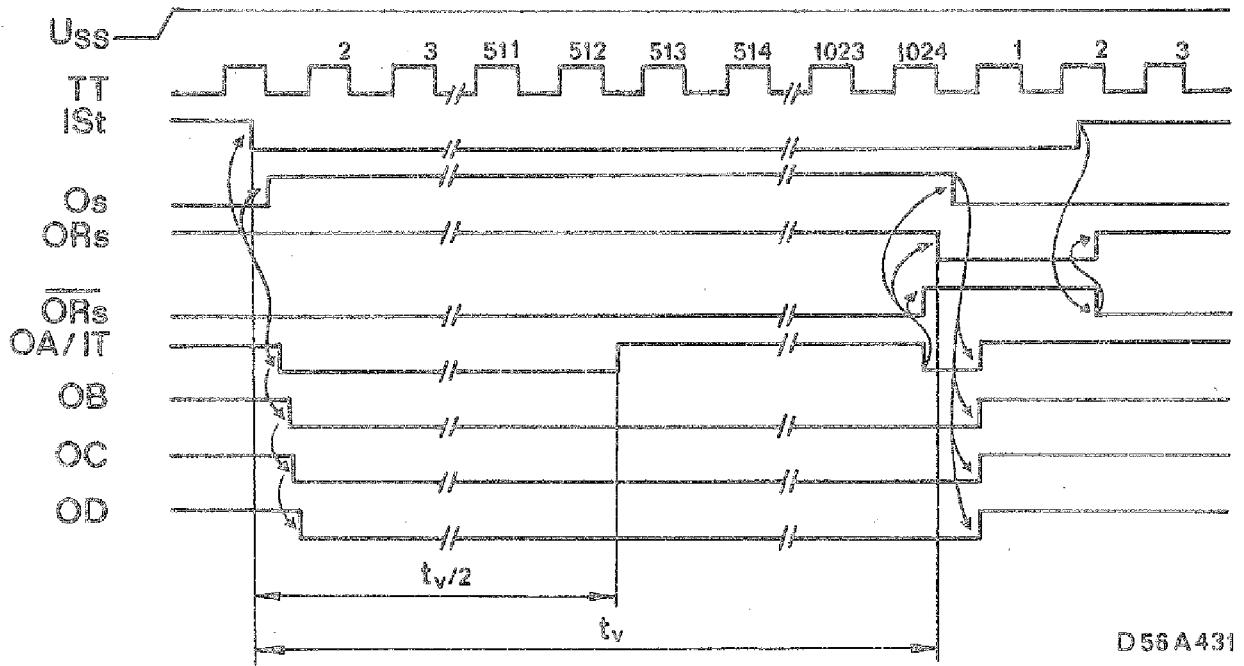 USS
2 3 511 512 513 514 1023 1024 1 2 3
TT
ISt
Os
ORs
O̅R̅s̅
OA/IT
OB
OC
OD
tv/2
tv
D56A431